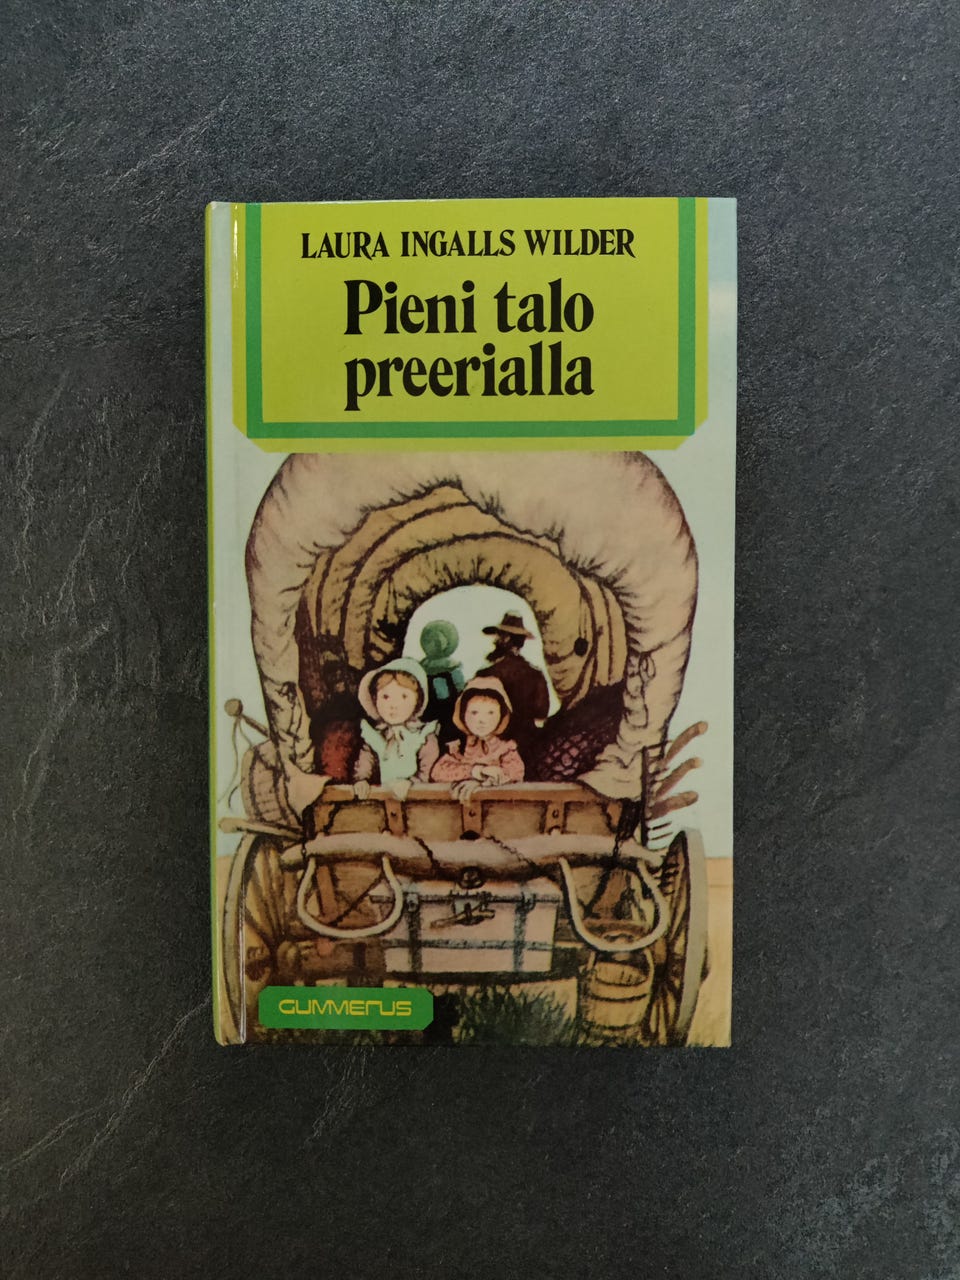 LAURA INGALLS WILDER
Pieni talo
preerialla
GUMMERUS